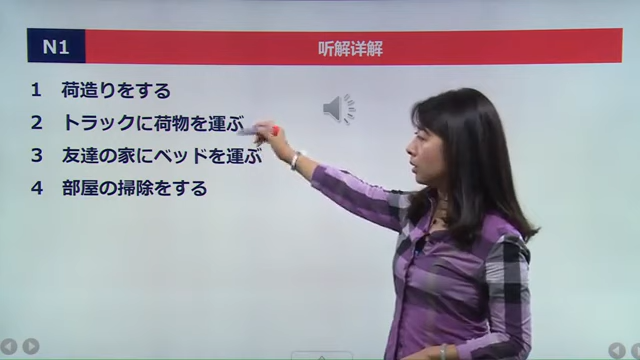 N1 听解详解
1 荷造りをする
2 トラックに荷物を運ぶ
3 友達の家にベッドを運ぶ
4 部屋の掃除をする